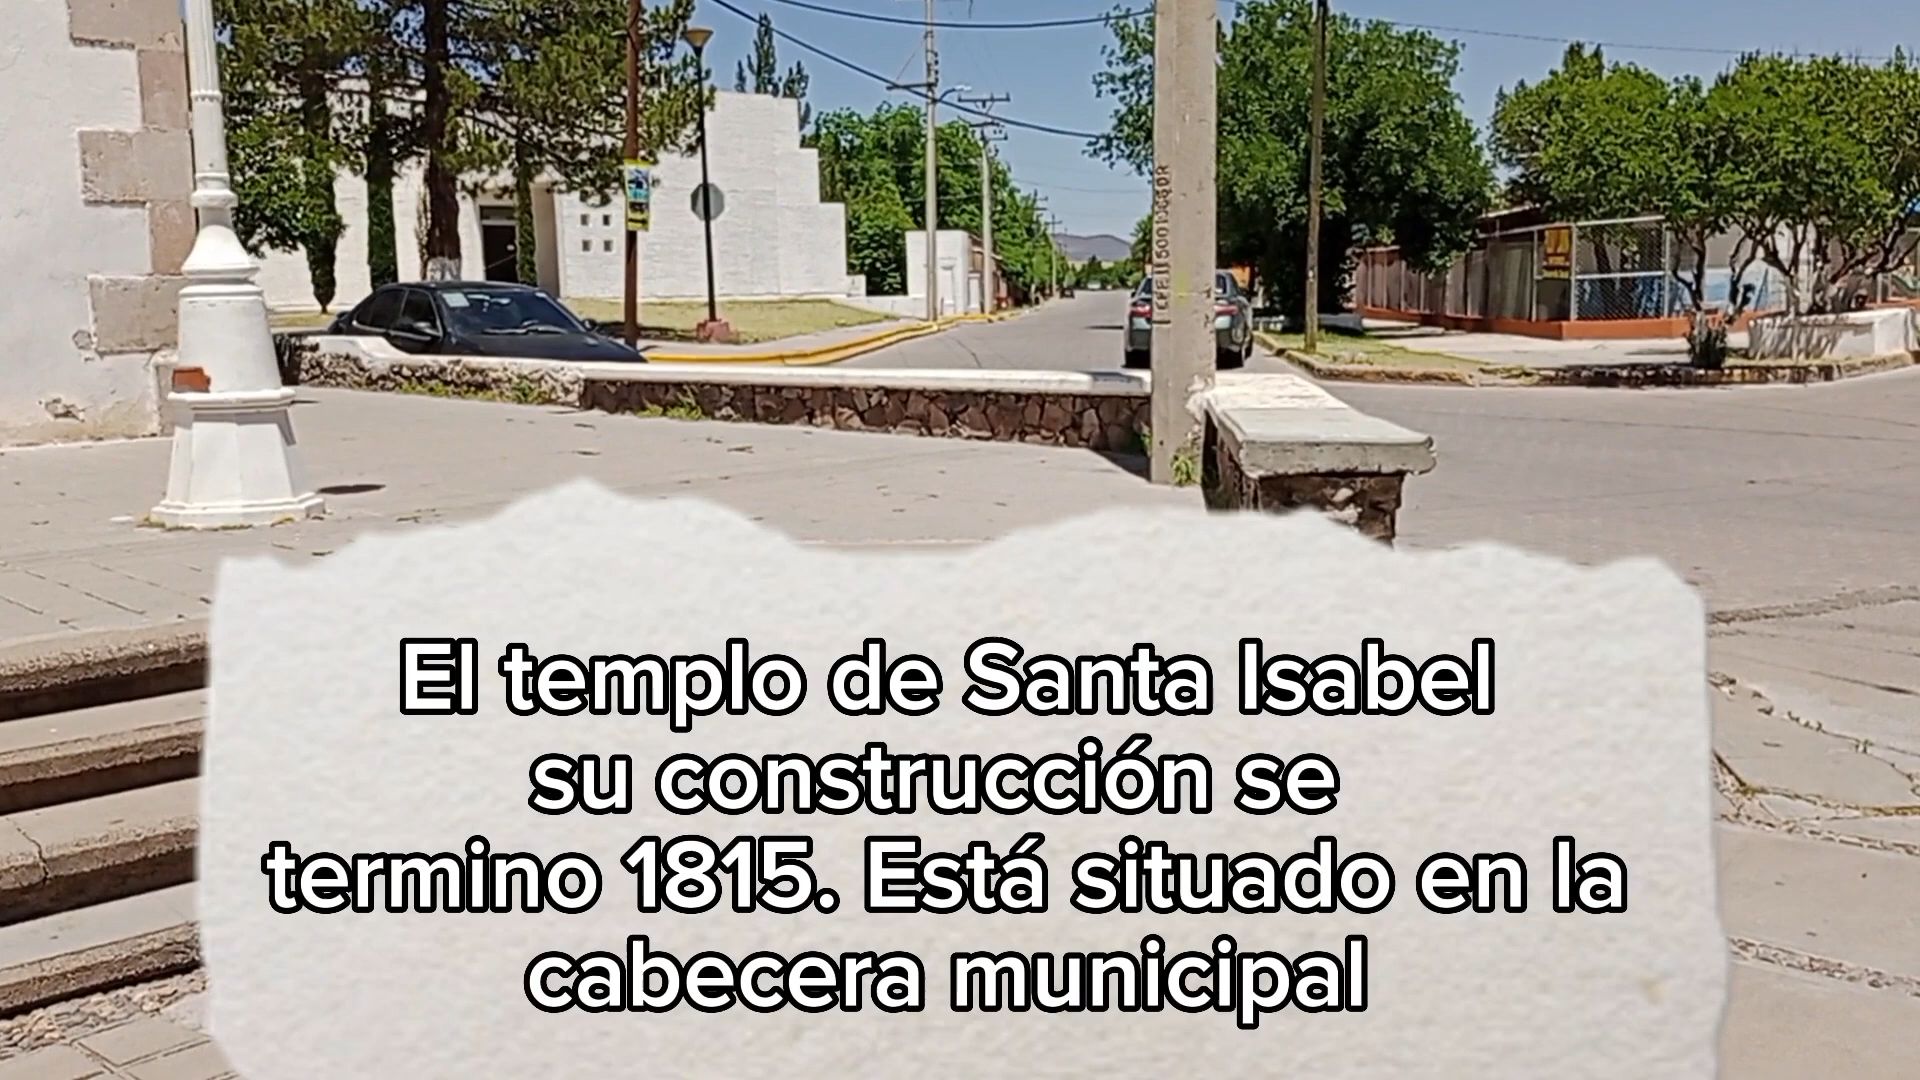 El templo de Santa Isabel
su construcción se
termino 1815. Está situado en la
cabecera municipal